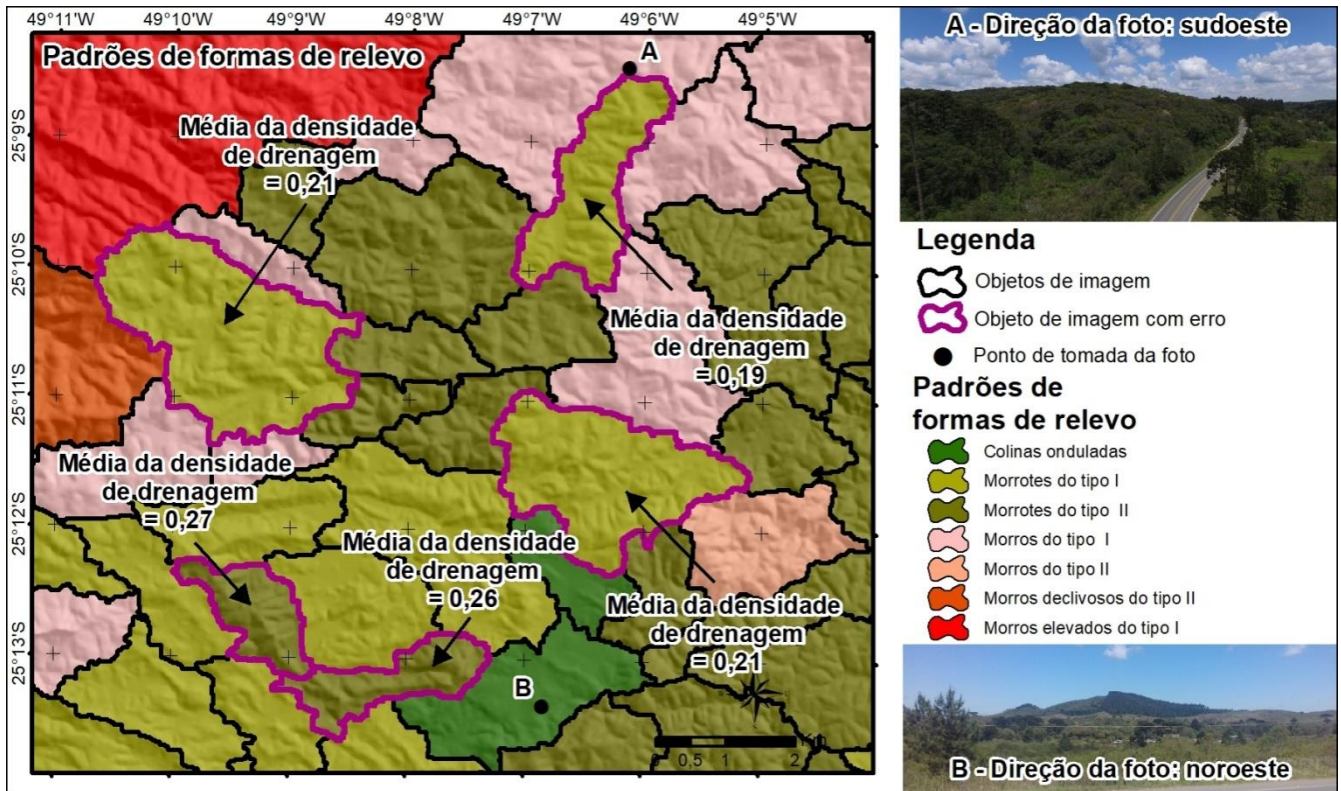 49°11'W 49°10'W 49°9'W 49°8'W 49°7'W 49°6'W 49°5'W
Padrões de formas de relevo
A
25°9'S
25°10'S
25°11'S
25°12'S
25°13'S
Média da densidade
de drenagem
= 0,21
Média da densidade
de drenagem
= 0,19
Média da densidade
de drenagem
= 0,27
Média da densidade
de drenagem
= 0,26
Média da densidade
de drenagem
= 0,21
B
Km
0 0,5 1 2
A - Direção da foto: sudoeste
Legenda
Objetos de imagem
Objeto de imagem com erro
Ponto de tomada da foto
Padrões de
formas de relevo
Colinas onduladas
Morrotes do tipo I
Morrotes do tipo II
Morros do tipo I
Morros do tipo II
Morros declivosos do tipo II
Morros elevados do tipo I
B - Direção da foto: noroeste